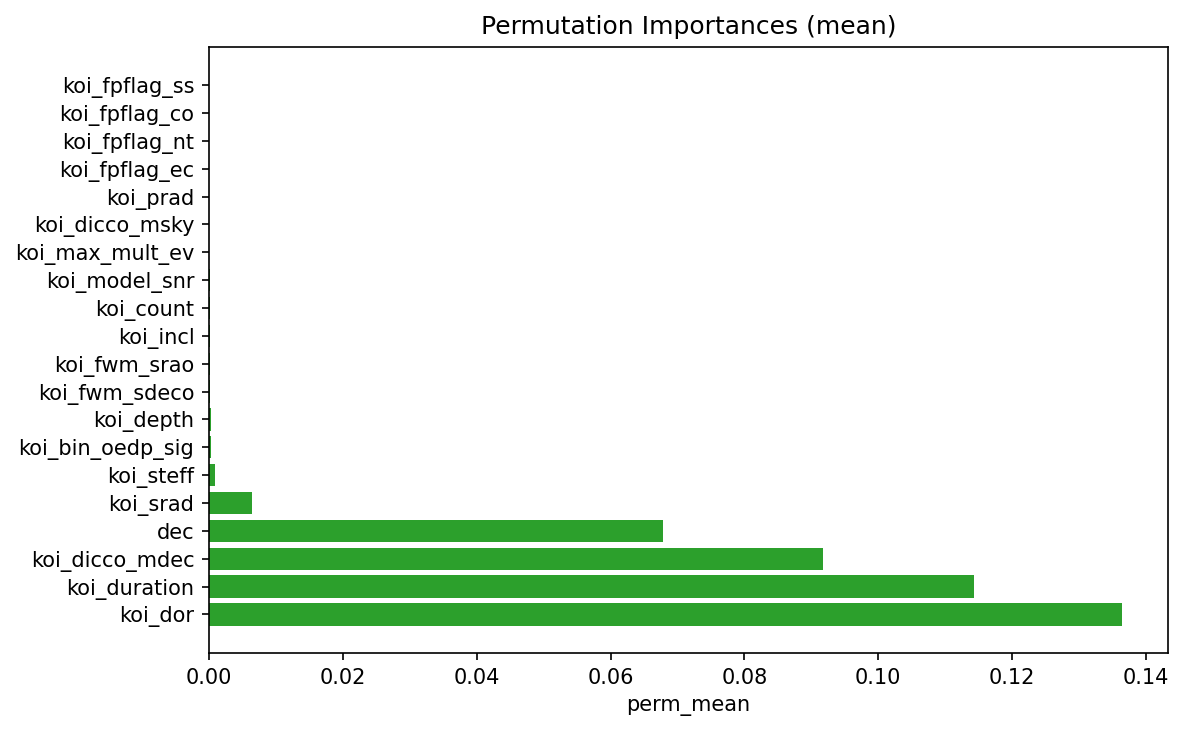 Permutation Importances (mean)
koi_fpflag_ss
koi_fpflag_co
koi_fpflag_nt
koi_fpflag_ec
koi_prad
koi_dicco_msky
koi_max_mult_ev
koi_model_snr
koi_count
koi_incl
koi_fwm_srao
koi_fwm_sdeco
koi_depth
koi_bin_oedp_sig
koi_steff
koi_srad
dec
koi_dicco_mdec
koi_duration
koi_dor
0.00 0.02 0.04 0.06 0.08 0.10 0.12 0.14
perm_mean